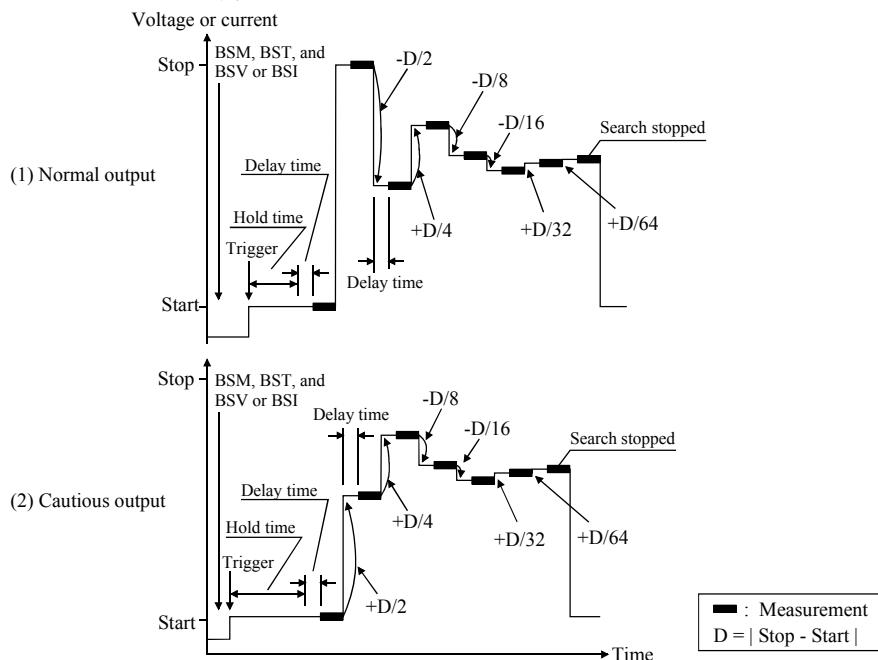 Voltage or current
BSM, BST, and
BSV or BSI
Stop
-D/2
-D/8
-D/16
Search stopped
(1) Normal output
Delay time
Hold time
Trigger
+D/4
+D/32
+D/64
Delay time
Start
Stop
BSM, BST, and
BSV or BSI
Delay time
-D/8
-D/16
Search stopped
(2) Cautious output
Delay time
Hold time
Trigger
+D/4
+D/32
+D/64
+D/2
Start
Time
: Measurement
D = | Stop - Start |